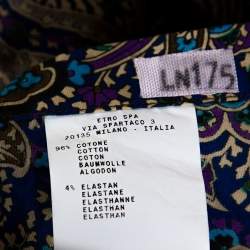 LN175
ETRO SPA
VIA SPARTACO 3
20135 MILANO - ITALIA
96% COTONE
COTTON
COTON
BAUMWOLLE
ALGODON
4% ELASTAN
ELASTANE
ELASTHANNE
ELASTHAN
ELASTHAN